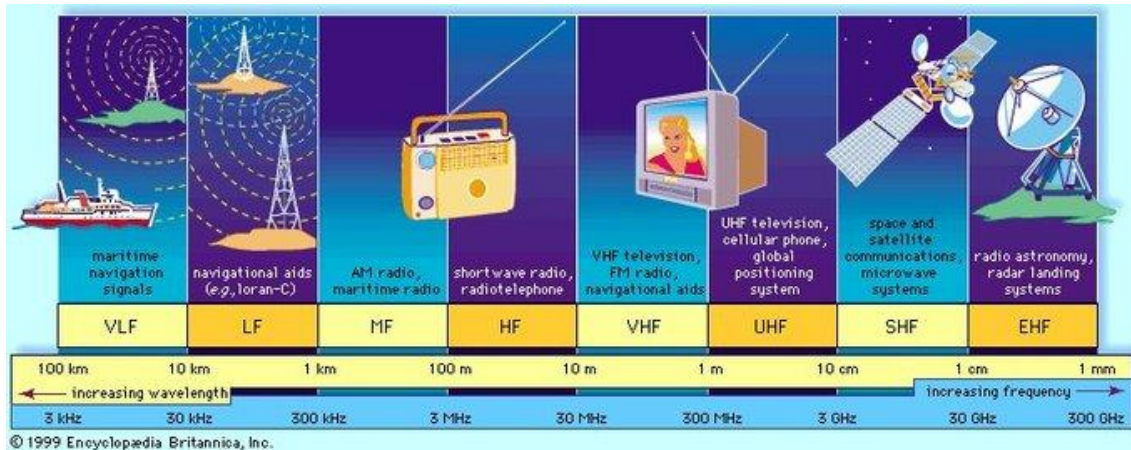 maritime
navigation
signals
navigational aids
(e.g., loran-C)
AM radio,
maritime radio
shortwave radio,
radiotelephone
VHF television,
FM radio,
navigational aids
UHF television,
cellular phone,
global
positioning
system
space and
satellite
communications,
microwave
systems
radio astronomy,
radar landing
systems
VLF LF MF HF VHF UHF SHF EHF
100 km 10 km 1 km 100 m 10 m 1 m 10 cm 1 cm 1 mm
increasing wavelength increasing frequency
3 kHz 30 kHz 300 kHz 3 MHz 30 MHz 300 MHz 3 GHz 30 GHz 300 GHz
© 1999 Encyclopædia Britannica, Inc.